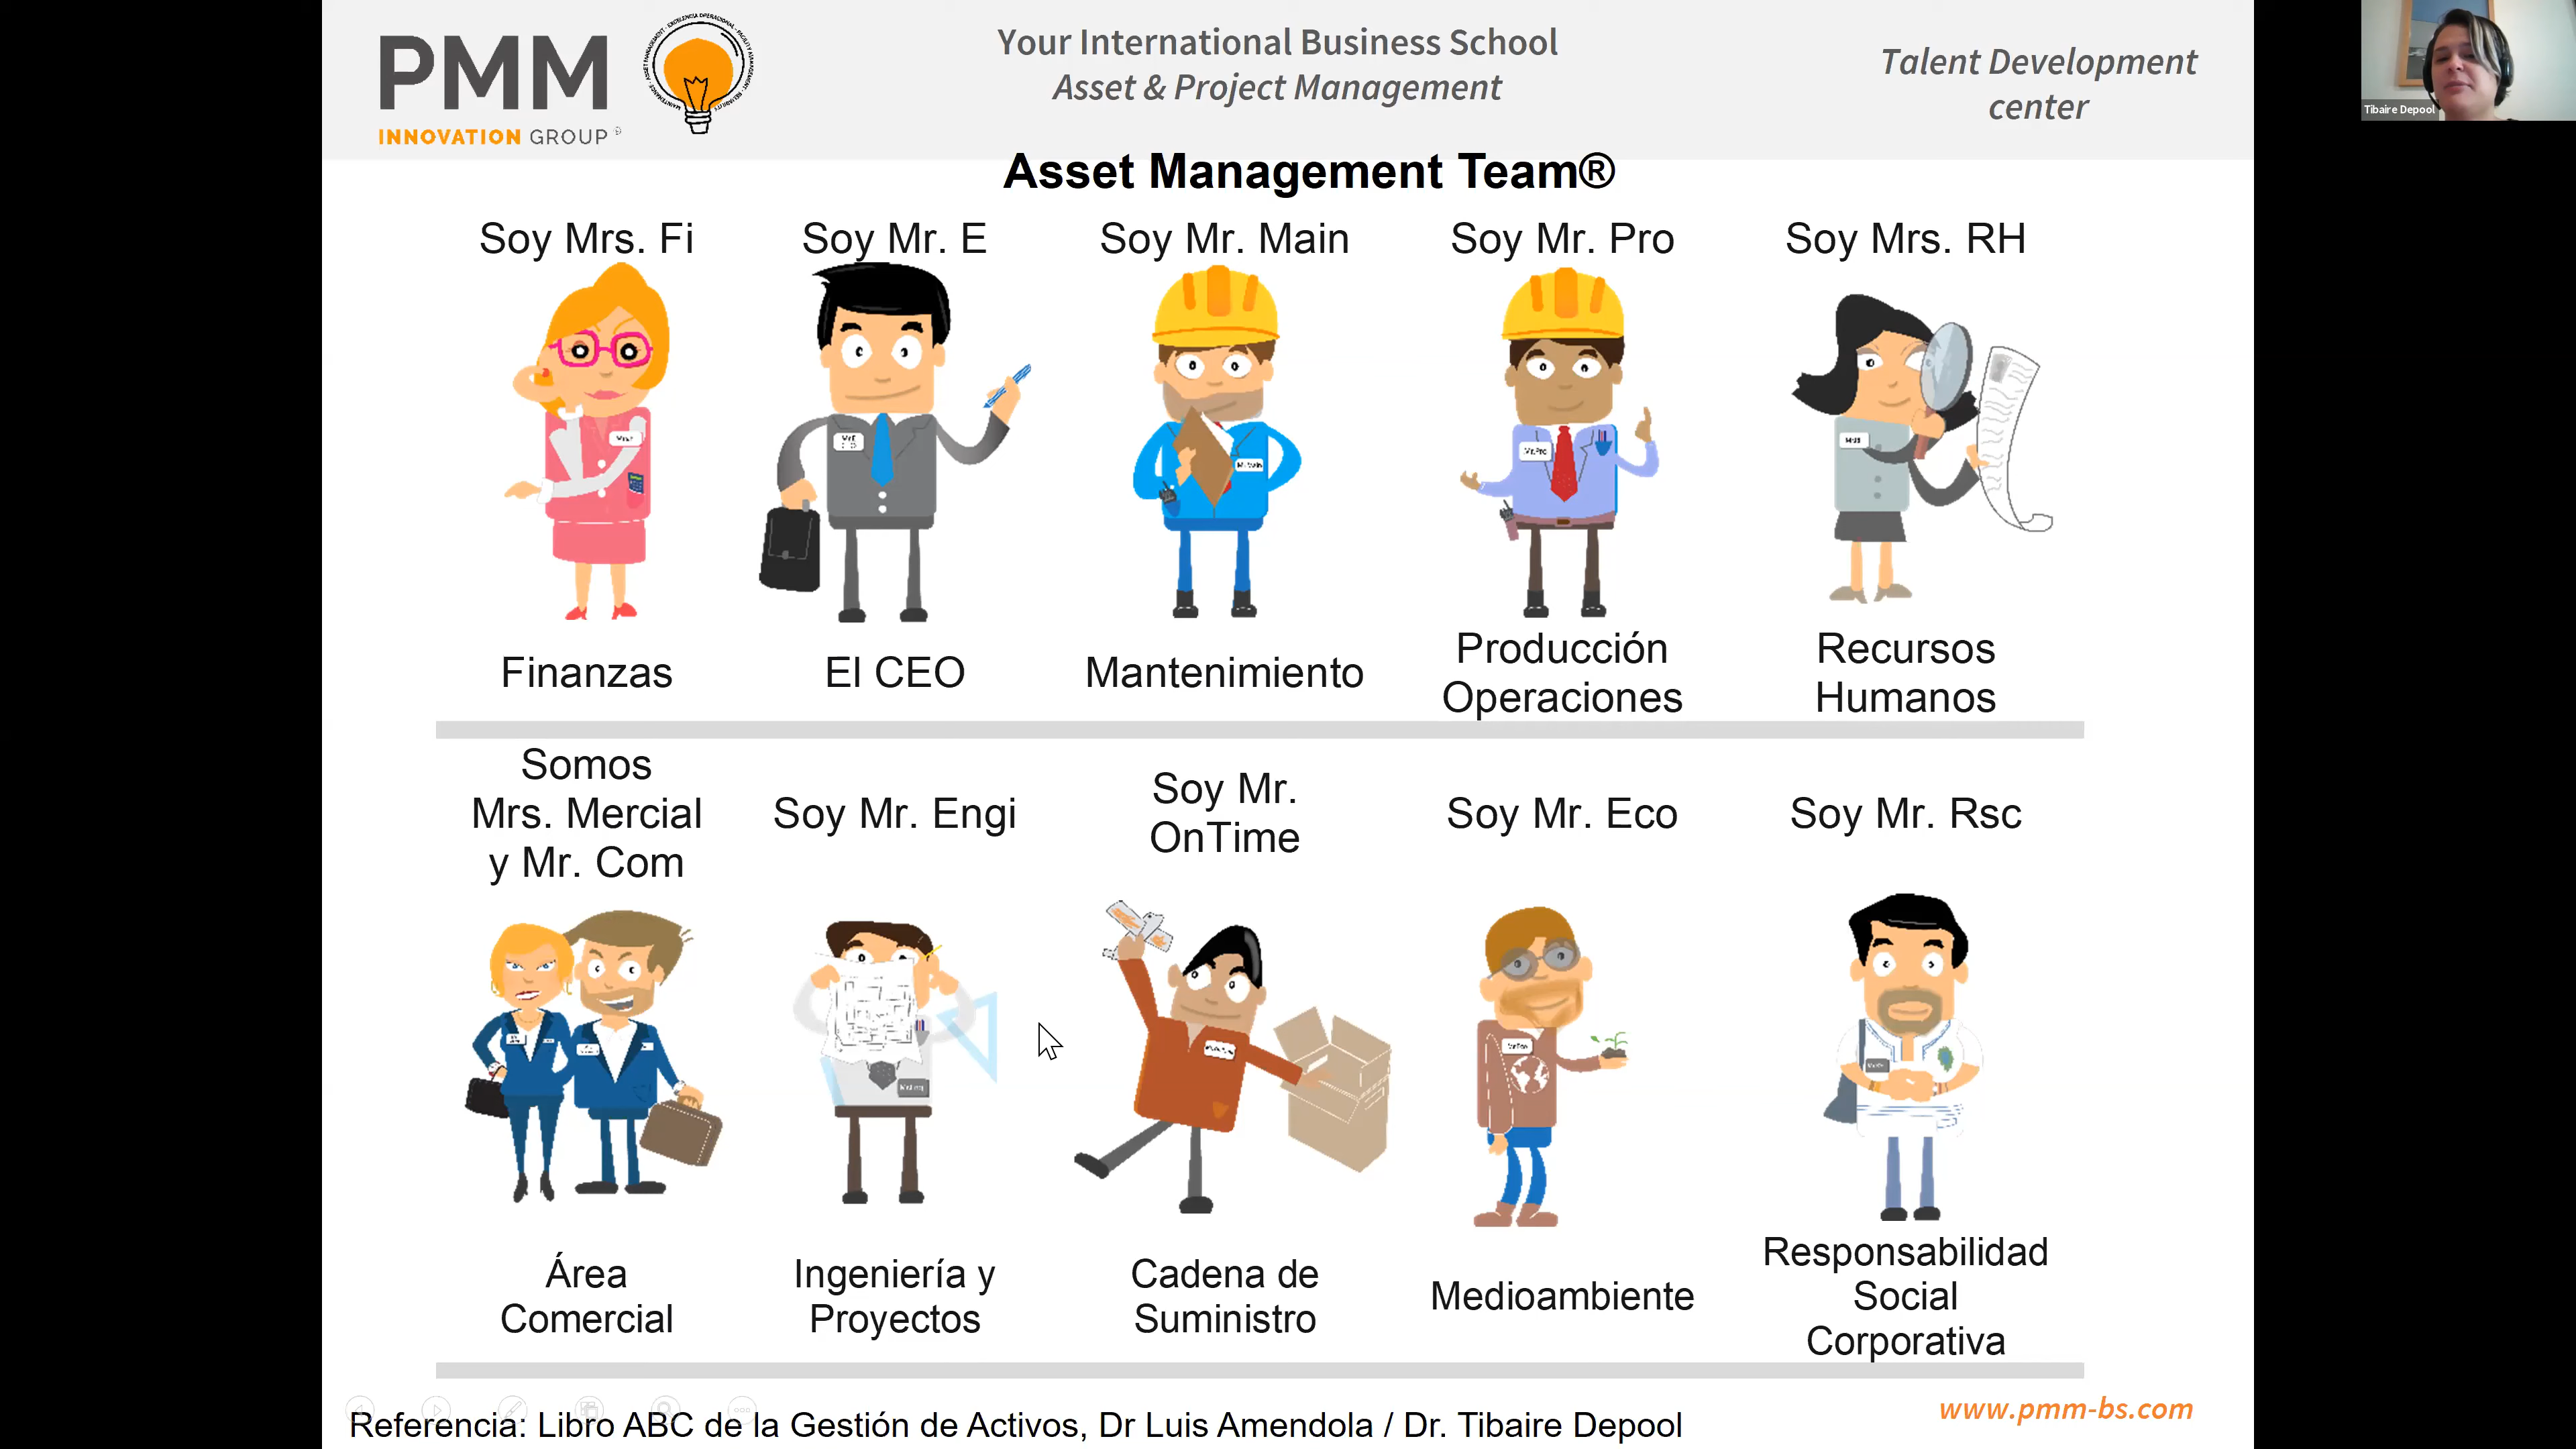 PMM
INNOVATION GROUP
Your International Business School
Asset & Project Management
Talent Development
center
Tibaire Depool
Asset Management Team®
Soy Mrs. Fi
Soy Mr. E
Soy Mr. Main
Soy Mr. Pro
Soy Mrs. RH
Mr.Pro
Finanzas
El CEO
Mantenimiento
Producción
Operaciones
Recursos
Humanos
Somos
Mrs. Mercial
y Mr. Com
Soy Mr. Engi
Soy Mr.
OnTime
Soy Mr. Eco
Soy Mr. Rsc
Área
Comercial
Ingeniería y
Proyectos
Cadena de
Suministro
Medioambiente
Responsabilidad
Social
Corporativa
Referencia: Libro ABC de la Gestión de Activos, Dr Luis Amendola / Dr. Tibaire Depool
www.pmm-bs.com